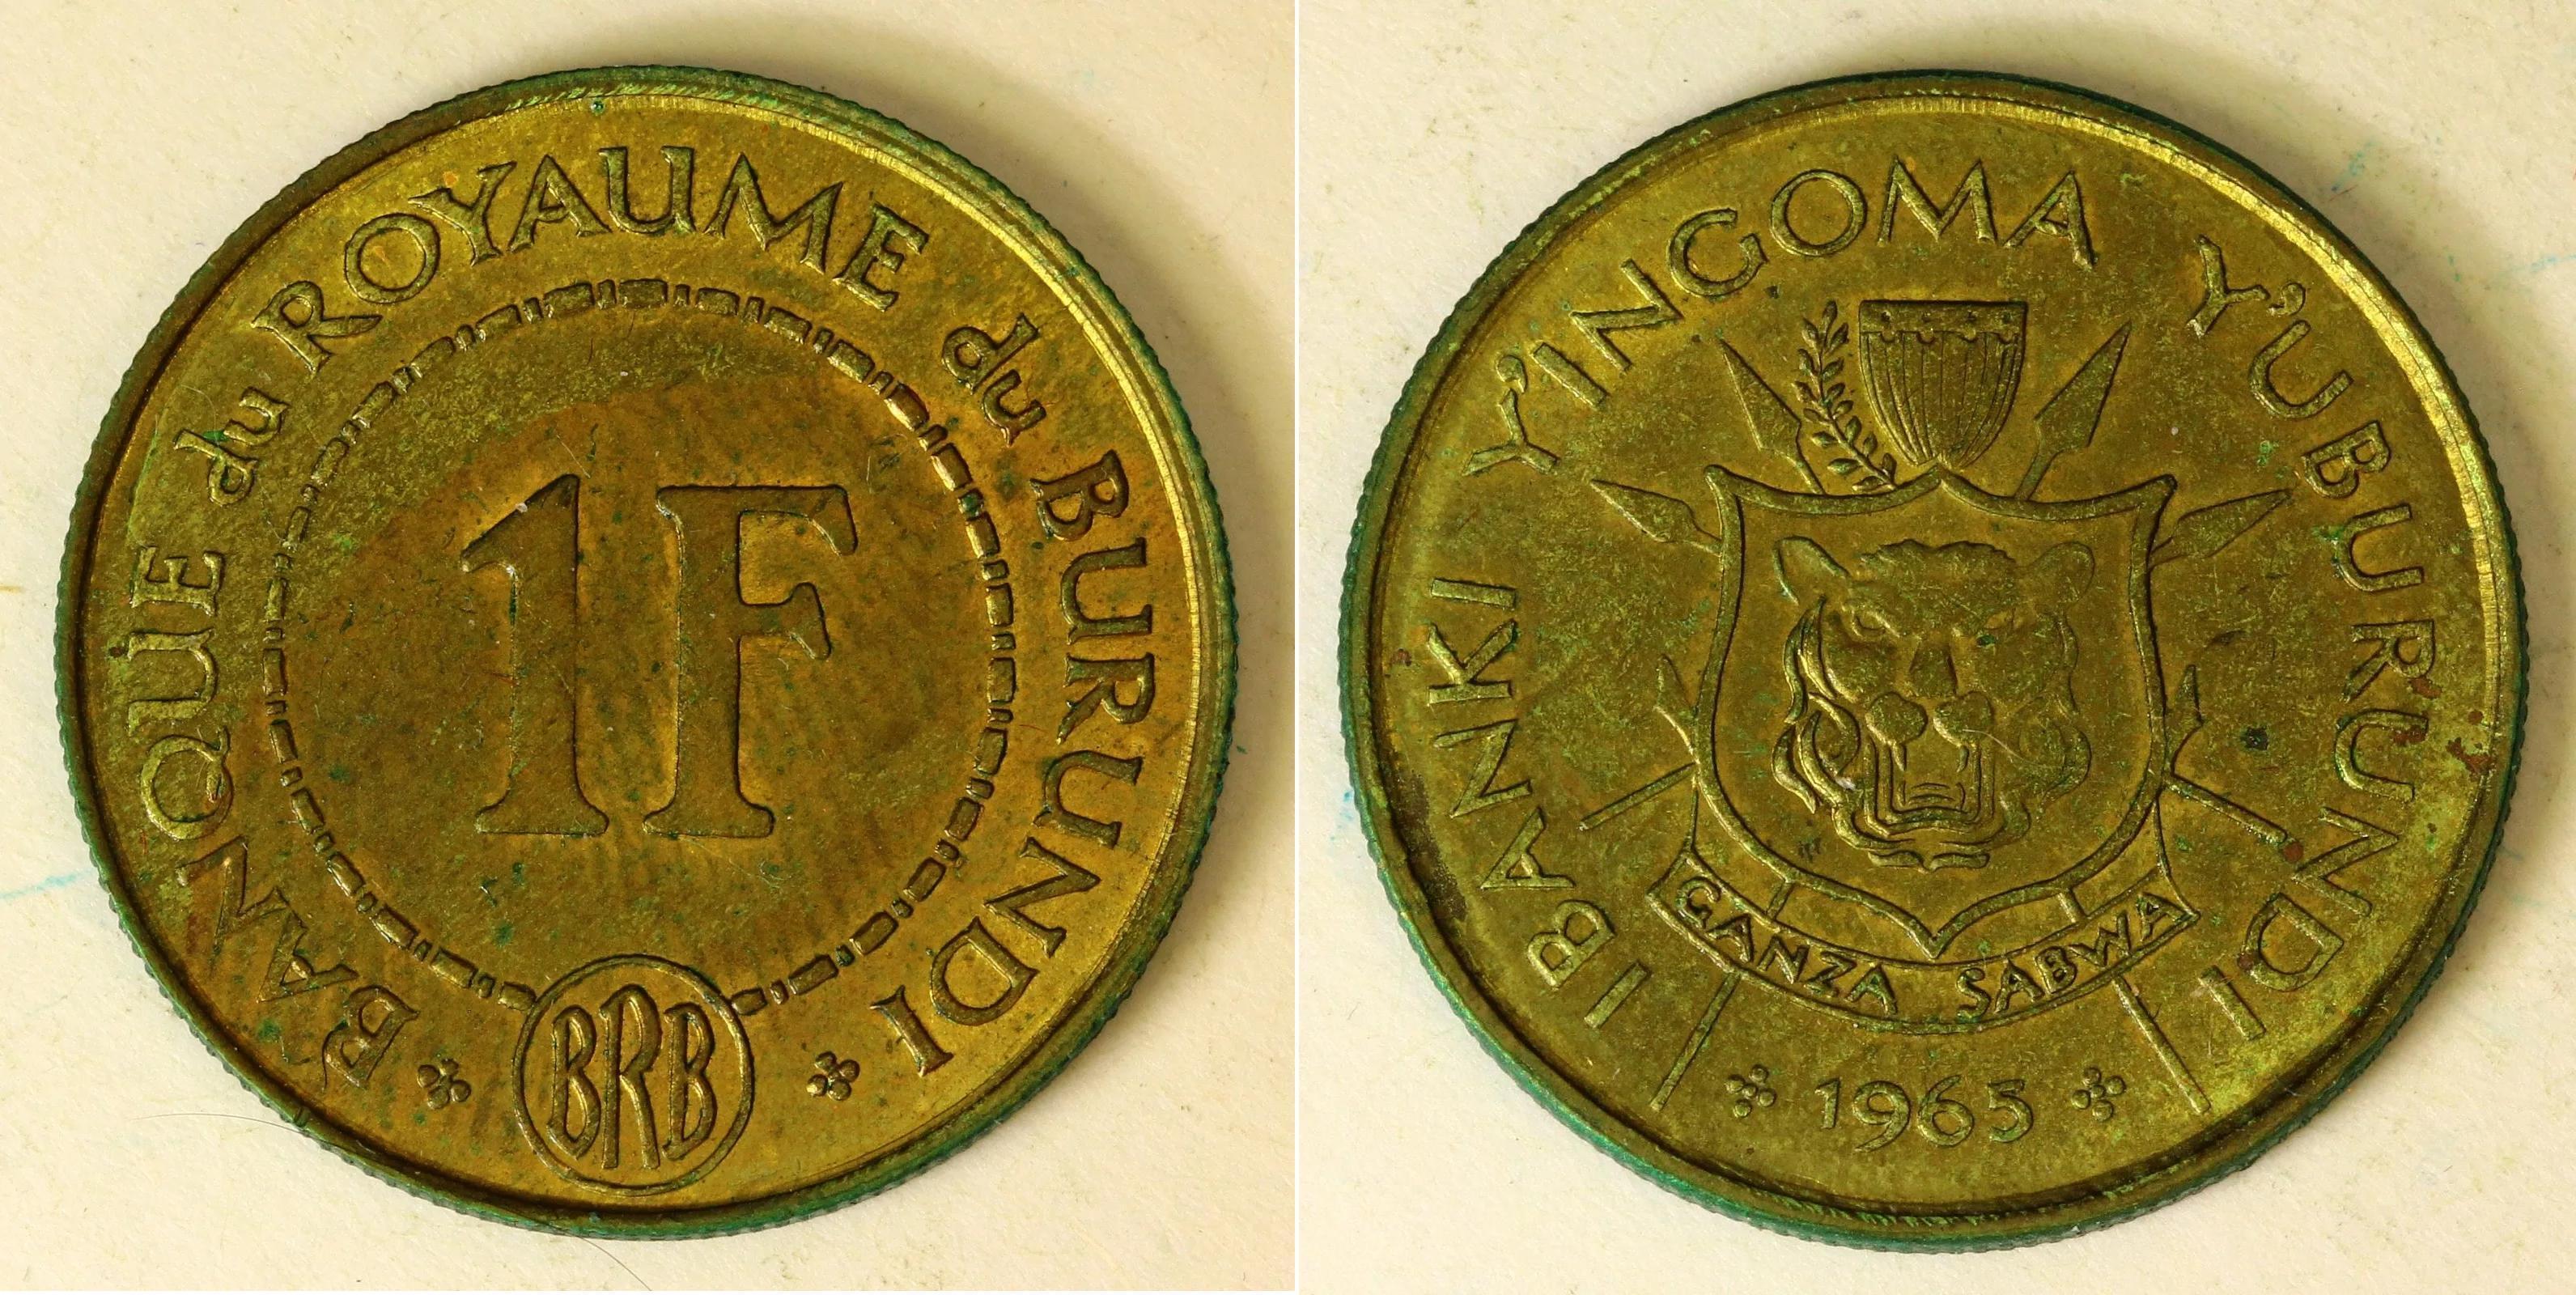 BANQUE du ROYAUME du BURUNDI
1F
BRB
IBANKI Y'INGOMA Y'UBURUNDI
GANZA SABWA
1965